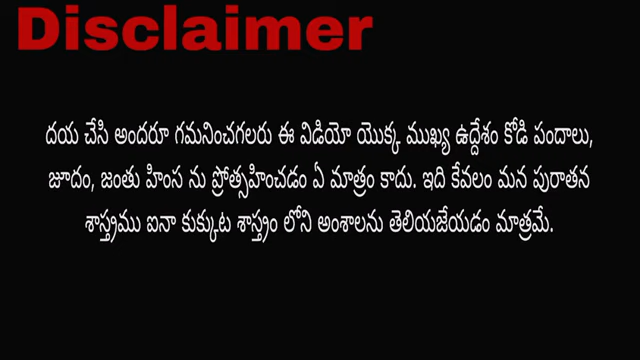 Disclaimer
దయ చేసి అందరూ గమనించగలరు ఈ విడియో యొక్క ముఖ్య ఉద్దేశం కోడి పందాలు,
జూదం, జంతు హింస ను ప్రోత్సహించడం ఏ మాత్రం కాదు. ఇది కేవలం మన పురాతన
శాస్త్రము ఐనా కుక్కుట శాస్త్రం లోని అంశాలను తెలియజేయడం మాత్రమే.